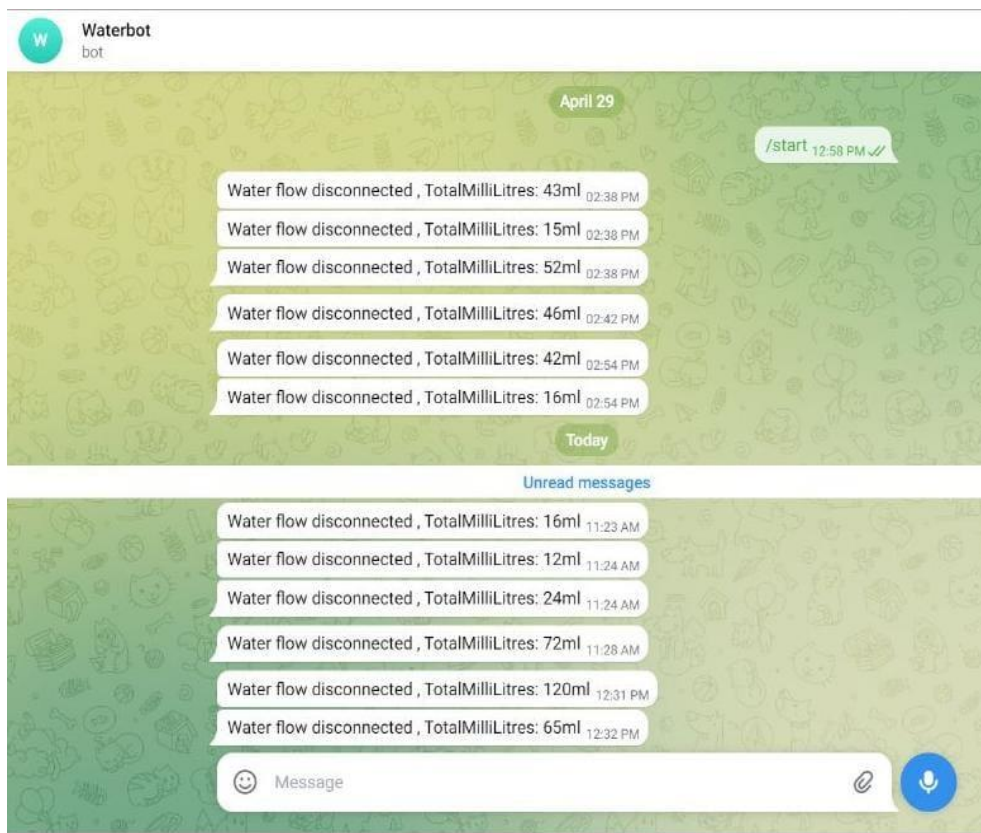 W
Waterbot
bot
April 29
/start 12:58 PM
Water flow disconnected , TotalMilliLitres: 43ml 02:38 PM
Water flow disconnected , TotalMilliLitres: 15ml 02:38 PM
Water flow disconnected , TotalMilliLitres: 52ml 02:38 PM
Water flow disconnected , TotalMilliLitres: 46ml 02:42 PM
Water flow disconnected , TotalMilliLitres: 42ml 02:54 PM
Water flow disconnected , TotalMilliLitres: 16ml 02:54 PM
Today
Unread messages
Water flow disconnected , TotalMilliLitres: 16ml 11:23 AM
Water flow disconnected , TotalMilliLitres: 12ml 11:24 AM
Water flow disconnected , TotalMilliLitres: 24ml 11:24 AM
Water flow disconnected , TotalMilliLitres: 72ml 11:28 AM
Water flow disconnected , TotalMilliLitres: 120ml 12:31 PM
Water flow disconnected , TotalMilliLitres: 65ml 12:32 PM
Message